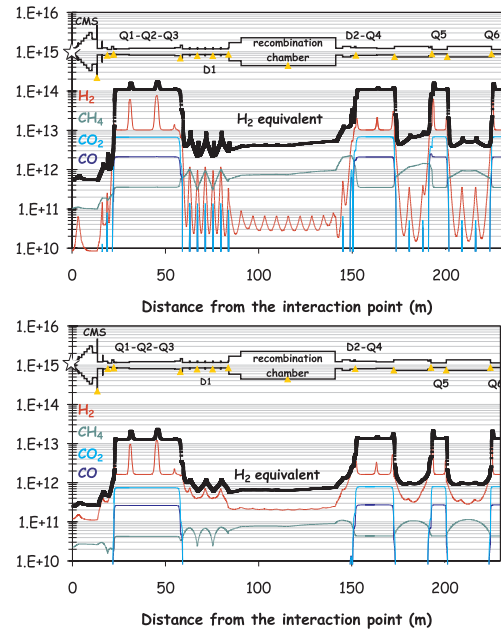 1.E+16
CMS
Q1-Q2-Q3
D2-Q4
Q5
Q6
1.E+15
recombination
chamber
D1
1.E+14
H2
H2 equivalent
CH4
1.E+13
CO2
1.E+12
CO
1.E+11
1.E+10
0
50
100
150
200
Distance from the interaction point (m)
1.E+16
CMS
Q1-Q2-Q3
D2-Q4
1.E+15
recombination
chamber
D1
Q5
Q6
1.E+14
H2
1.E+13
CH4
H2 equivalent
CO2
1.E+12
CO
1.E+11
1.E+10
0
50
100
150
200
Distance from the interaction point (m)